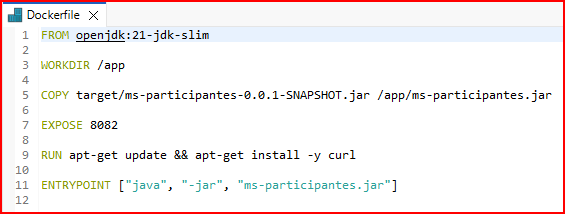 Dockerfile
1 FROM openjdk:21-jdk-slim
2
3 WORKDIR /app
4
5 COPY target/ms-participantes-0.0.1-SNAPSHOT.jar /app/ms-participantes.jar
6
7 EXPOSE 8082
8
9 RUN apt-get update && apt-get install -y curl
10
11 ENTRYPOINT ["java", "-jar", "ms-participantes.jar"]
12